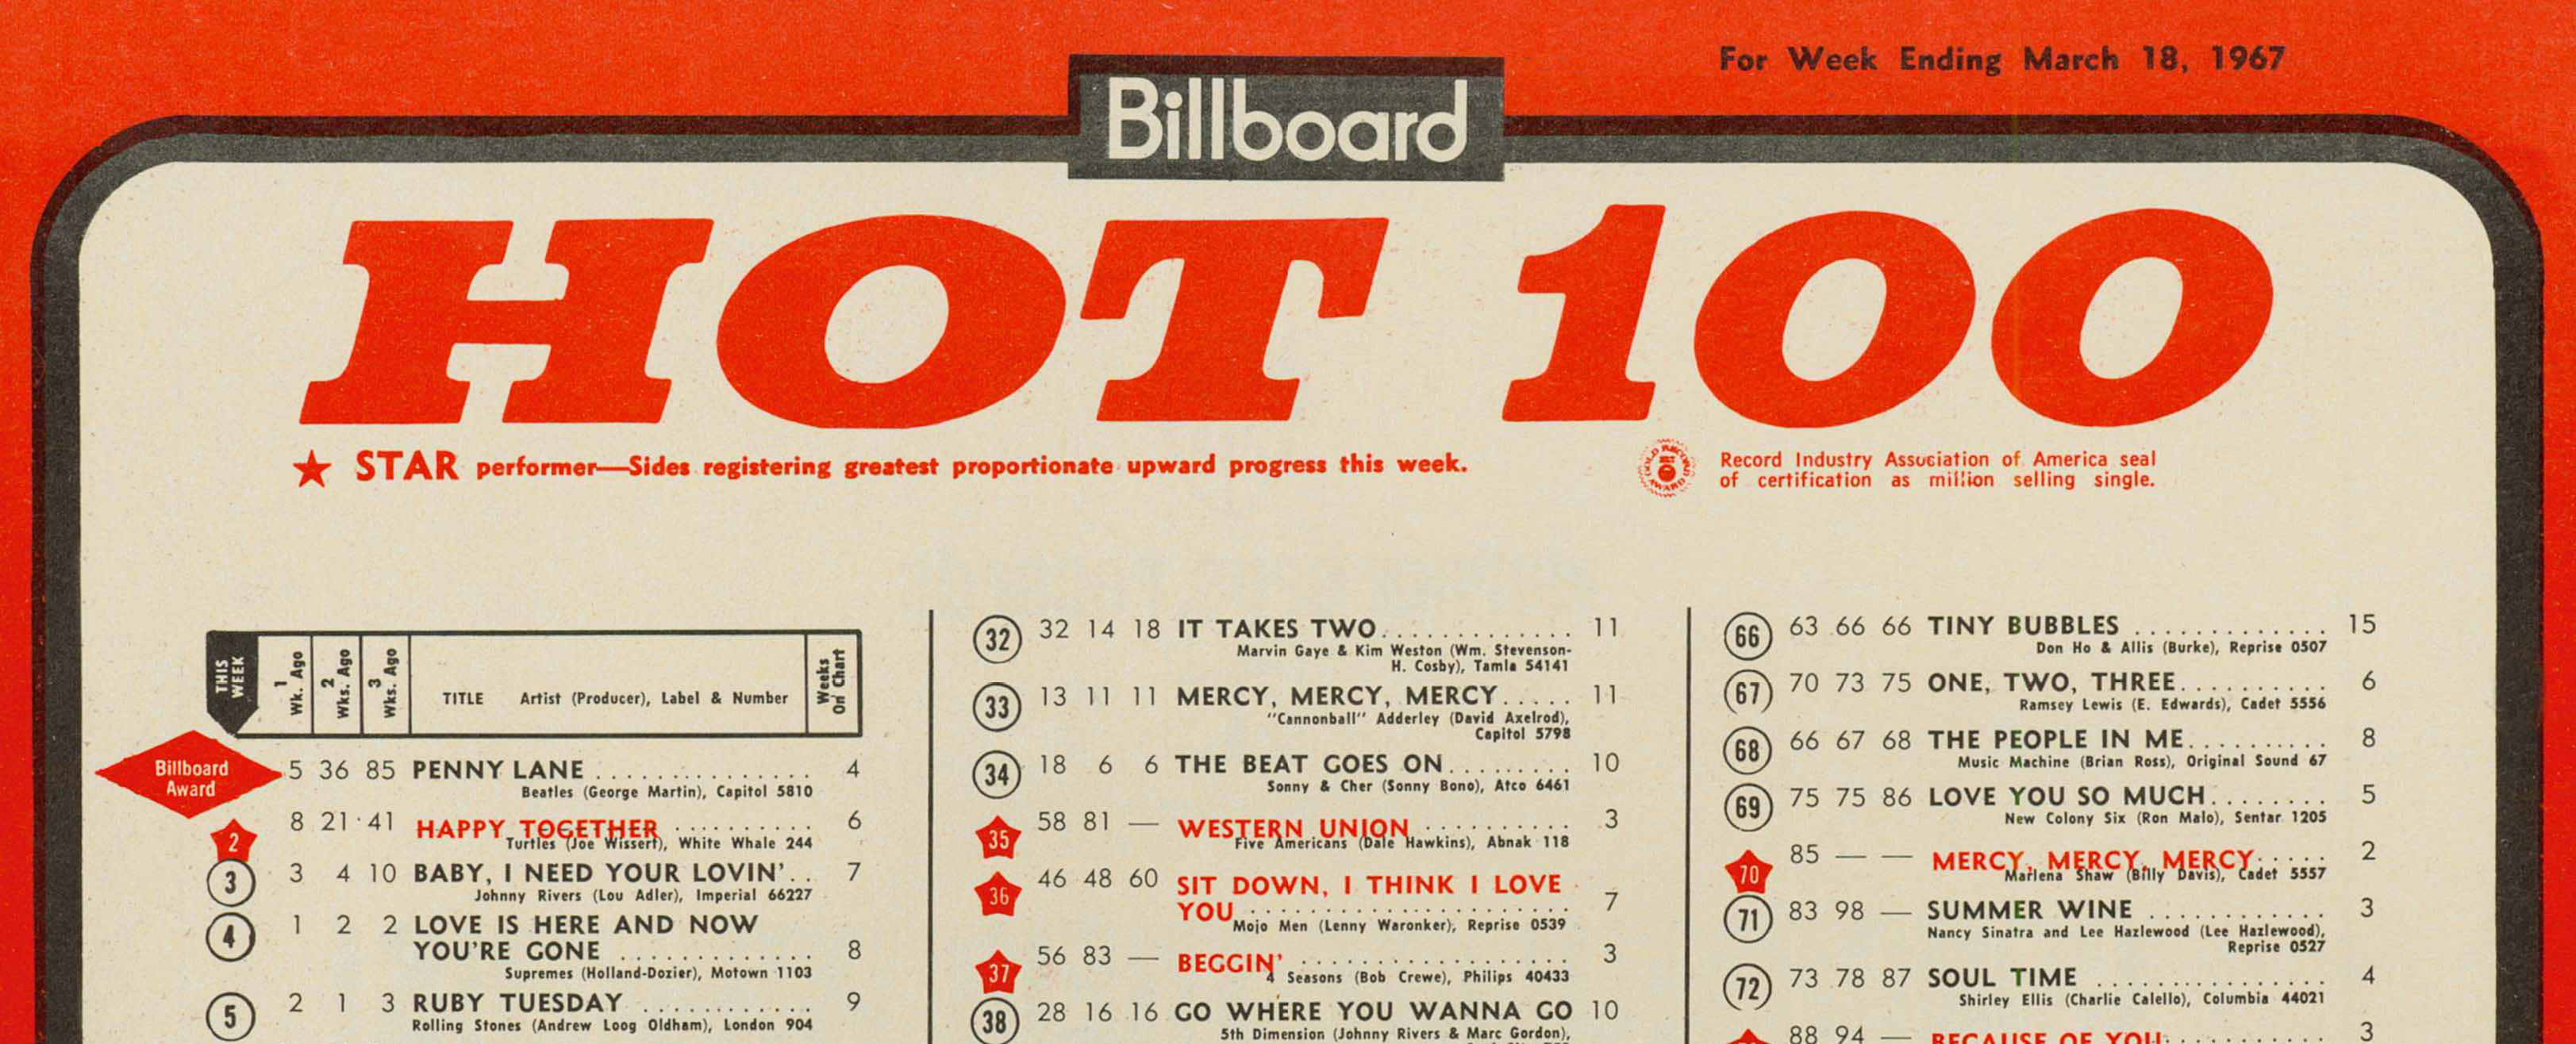 For Week Ending March 18, 1967
Billboard
HOT 100
★ STAR performer—Sides registering greatest proportionate upward progress this week.
GOLD RECORD AWARD
Record Industry Association of America seal
of certification as million selling single.
THIS WEEK
1 Wk. Ago
2 Wks. Ago
3 Wks. Ago
TITLE Artist (Producer), Label & Number
Weeks On Chart
Billboard
Award
5 36 85 PENNY LANE . . . . . . . . . . . . . . . 4
Beatles (George Martin), Capitol 5810
2 8 21 41 HAPPY TOGETHER . . . . . . . . . . 6
Turtles (Joe Wissert), White Whale 244
3 3 4 10 BABY, I NEED YOUR LOVIN' . . 7
Johnny Rivers (Lou Adler), Imperial 66227
4 1 2 2 LOVE IS HERE AND NOW
YOU'RE GONE . . . . . . . . . . . . . 8
Supremes (Holland-Dozier), Motown 1103
5 2 1 3 RUBY TUESDAY . . . . . . . . . . . . 9
Rolling Stones (Andrew Loog Oldham), London 904
32 32 14 18 IT TAKES TWO . . . . . . . . . . . . . 11
Marvin Gaye & Kim Weston (Wm. Stevenson-
H. Cosby), Tamla 54141
33 13 11 11 MERCY, MERCY, MERCY . . . . . 11
"Cannonball" Adderley (David Axelrod),
Capitol 5798
34 18 6 6 THE BEAT GOES ON . . . . . . . . . 10
Sonny & Cher (Sonny Bono), Atco 6461
35 58 81 — WESTERN UNION . . . . . . . . . . 3
Five Americans (Dale Hawkins), Abnak 118
36 46 48 60 SIT DOWN, I THINK I LOVE
YOU . . . . . . . . . . . . . . . . . . . . . . 7
Mojo Men (Lenny Waronker), Reprise 0539
37 56 83 — BEGGIN' . . . . . . . . . . . . . . . . . . 3
4 Seasons (Bob Crewe), Philips 40433
38 28 16 16 GO WHERE YOU WANNA GO 10
5th Dimension (Johnny Rivers & Marc Gordon),
66 63 66 66 TINY BUBBLES . . . . . . . . . . . . . 15
Don Ho & Allis (Burke), Reprise 0507
67 70 73 75 ONE, TWO, THREE . . . . . . . . . . 6
Ramsey Lewis (E. Edwards), Cadet 5556
68 66 67 68 THE PEOPLE IN ME . . . . . . . . . . 8
Music Machine (Brian Ross), Original Sound 67
69 75 75 86 LOVE YOU SO MUCH . . . . . . . . 5
New Colony Six (Ron Malo), Sentar 1205
70 85 — — MERCY, MERCY, MERCY . . . . . 2
Marlena Shaw (Billy Davis), Cadet 5557
71 83 98 — SUMMER WINE . . . . . . . . . . . . 3
Nancy Sinatra and Lee Hazlewood (Lee Hazlewood),
Reprise 0527
72 73 78 87 SOUL TIME . . . . . . . . . . . . . . . . 4
Shirley Ellis (Charlie Calello), Columbia 44021
88 94 — BECAUSE OF YOU . . . . . . . . . . . 3